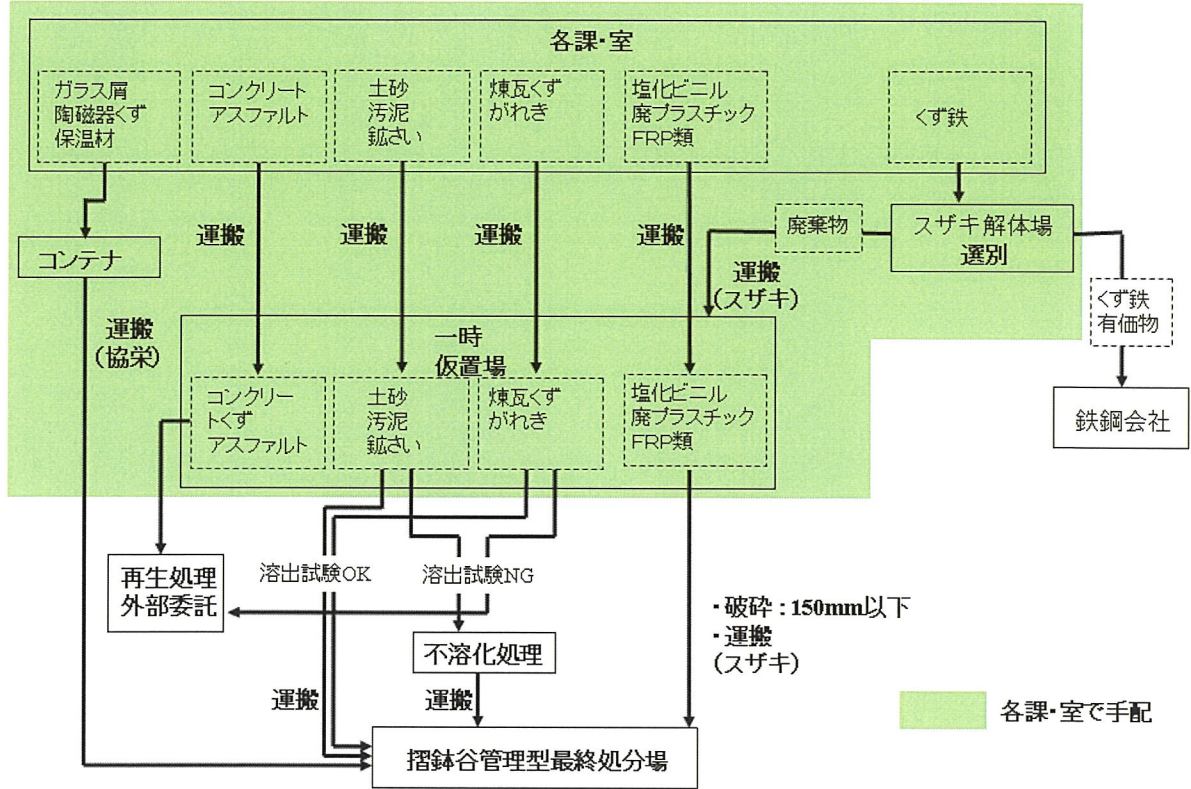 各課・室
ガラス屑
陶磁器くず
保温材
コンクリート
アスファルト
土砂
汚泥
鉱さい
煉瓦くず
がれき
塩化ビニル
廃プラスチック
FRP類
くず鉄
コンテナ
運搬
運搬
運搬
運搬
廃棄物
スザキ解体場
選別
運搬
(スザキ)
くず鉄
有価物
運搬
(協栄)
一時
仮置場
コンクリー
トくず
アスファルト
土砂
汚泥
鉱さい
煉瓦くず
がれき
塩化ビニル
廃プラスチック
FRP類
鉄鋼会社
再生処理
外部委託
溶出試験OK
溶出試験NG
・破砕:150mm以下
・運搬
(スザキ)
不溶化処理
運搬
運搬
各課・室で手配
摺鉢谷管理型最終処分場